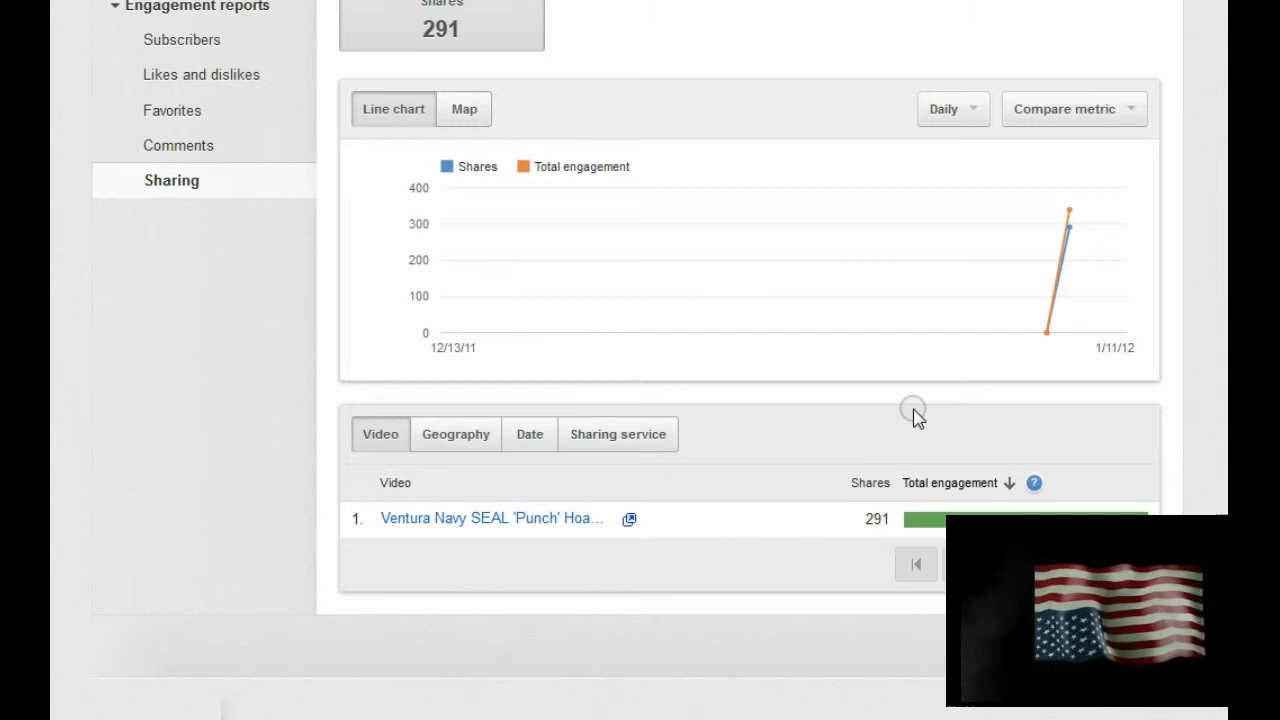 Engagement reports
Shares
291
Subscribers
Likes and dislikes
Favorites
Comments
Sharing
Line chart Map Daily Compare metric
Shares Total engagement
400
300
200
100
0
12/13/11 1/11/12
Video Geography Date Sharing service
Video Shares Total engagement ?
1. Ventura Navy SEAL 'Punch' Hoa... 291